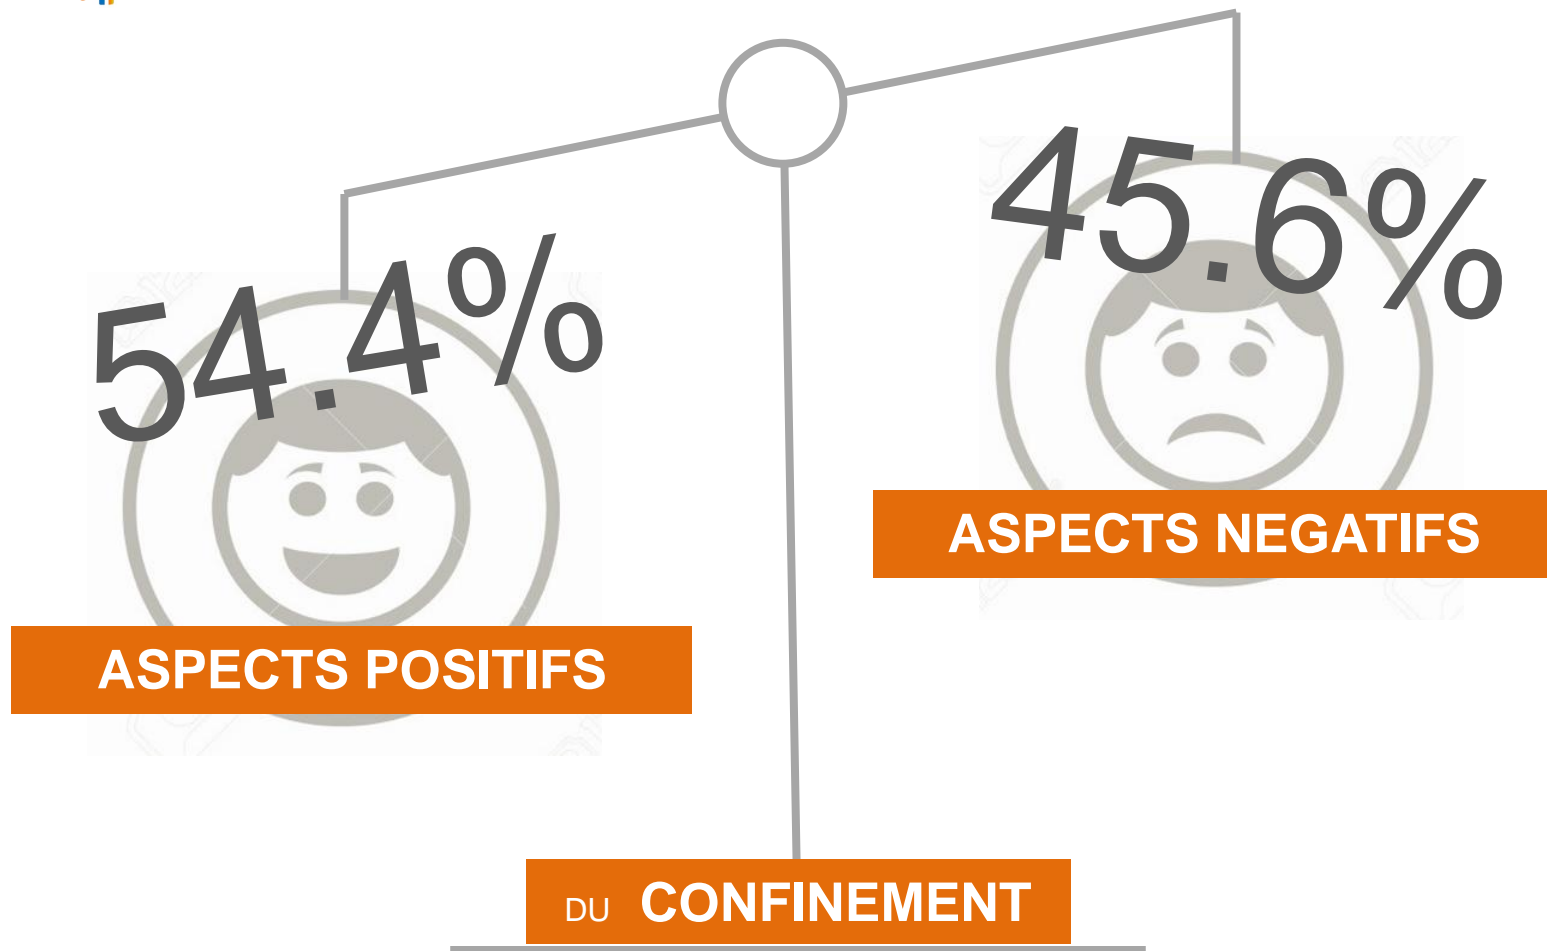 54.4%
ASPECTS POSITIFS
45.6%
ASPECTS NEGATIFS
DU CONFINEMENT